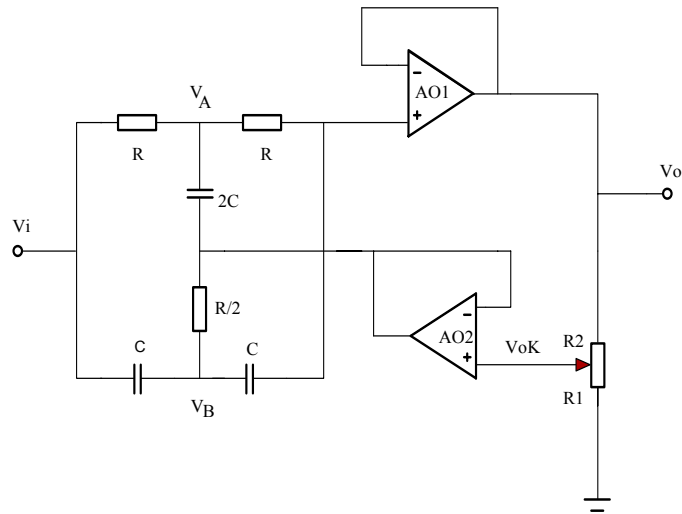 AO1
-
+
VA
R
R
2C
Vo
Vi
R/2
AO2
-
+
VoK
R2
R1
C
C
VB